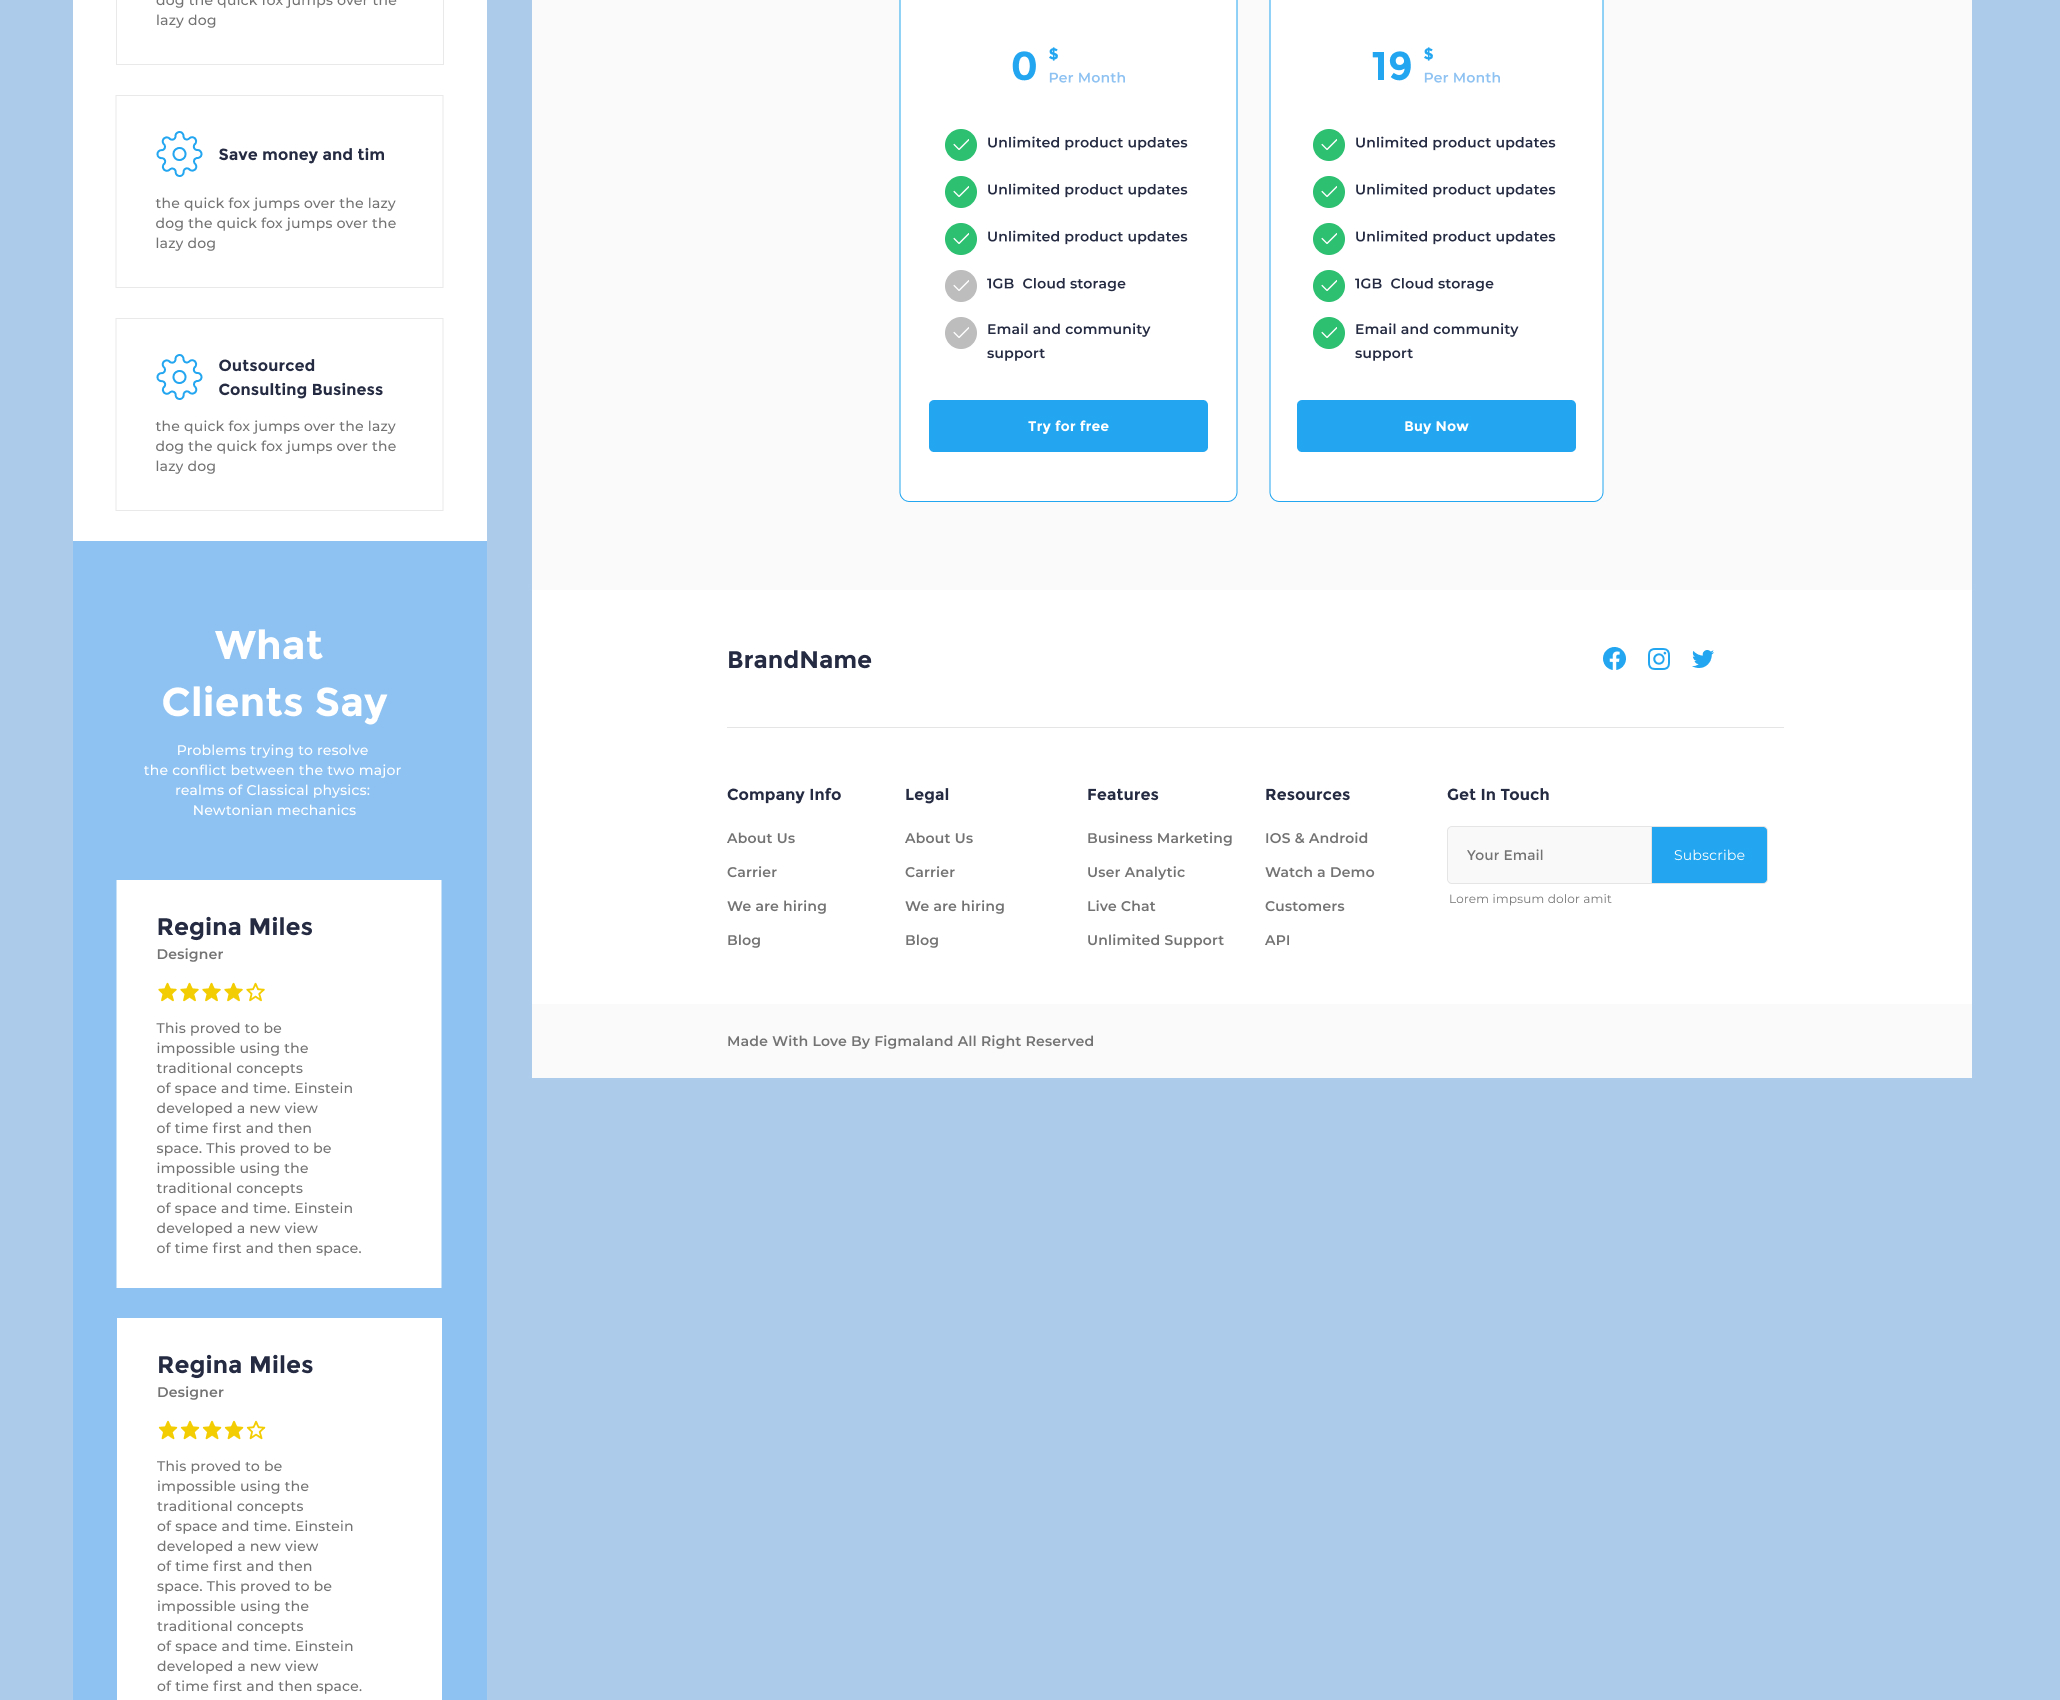 dog the quick fox jumps over the
lazy dog
Save money and tim
the quick fox jumps over the lazy
dog the quick fox jumps over the
lazy dog
Outsourced
Consulting Business
the quick fox jumps over the lazy
dog the quick fox jumps over the
lazy dog
What
Clients Say
Problems trying to resolve
the conflict between the two major
realms of Classical physics:
Newtonian mechanics
Regina Miles
Designer
This proved to be
impossible using the
traditional concepts
of space and time. Einstein
developed a new view
of time first and then
space. This proved to be
impossible using the
traditional concepts
of space and time. Einstein
developed a new view
of time first and then space.
Regina Miles
Designer
This proved to be
impossible using the
traditional concepts
of space and time. Einstein
developed a new view
of time first and then
space. This proved to be
impossible using the
traditional concepts
of space and time. Einstein
developed a new view
of time first and then space.
0 $
Per Month
Unlimited product updates
Unlimited product updates
Unlimited product updates
1GB  Cloud storage
Email and community
support
Try for free
19 $
Per Month
Unlimited product updates
Unlimited product updates
Unlimited product updates
1GB  Cloud storage
Email and community
support
Buy Now
BrandName
Company Info
About Us
Carrier
We are hiring
Blog
Legal
About Us
Carrier
We are hiring
Blog
Features
Business Marketing
User Analytic
Live Chat
Unlimited Support
Resources
IOS & Android
Watch a Demo
Customers
API
Get In Touch
Your Email
Subscribe
Lorem impsum dolor amit
Made With Love By Figmaland All Right Reserved